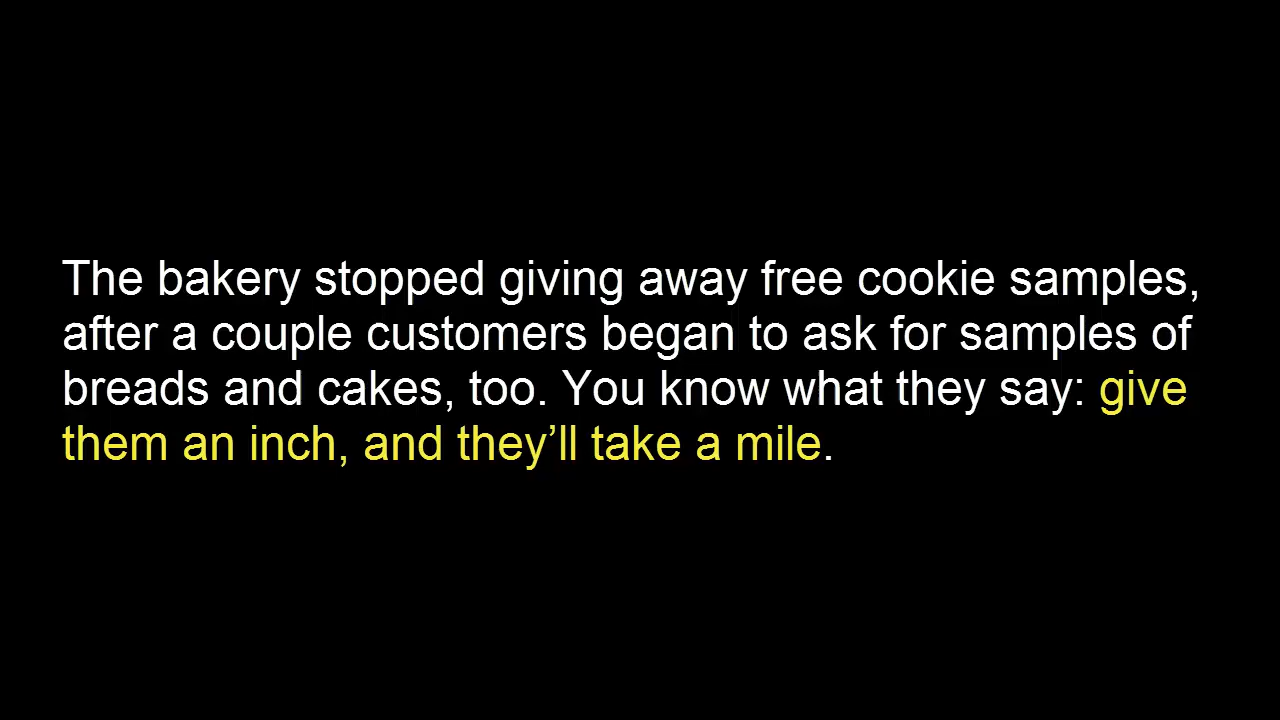 The bakery stopped giving away free cookie samples,
after a couple customers began to ask for samples of
breads and cakes, too. You know what they say: give
them an inch, and they’ll take a mile.